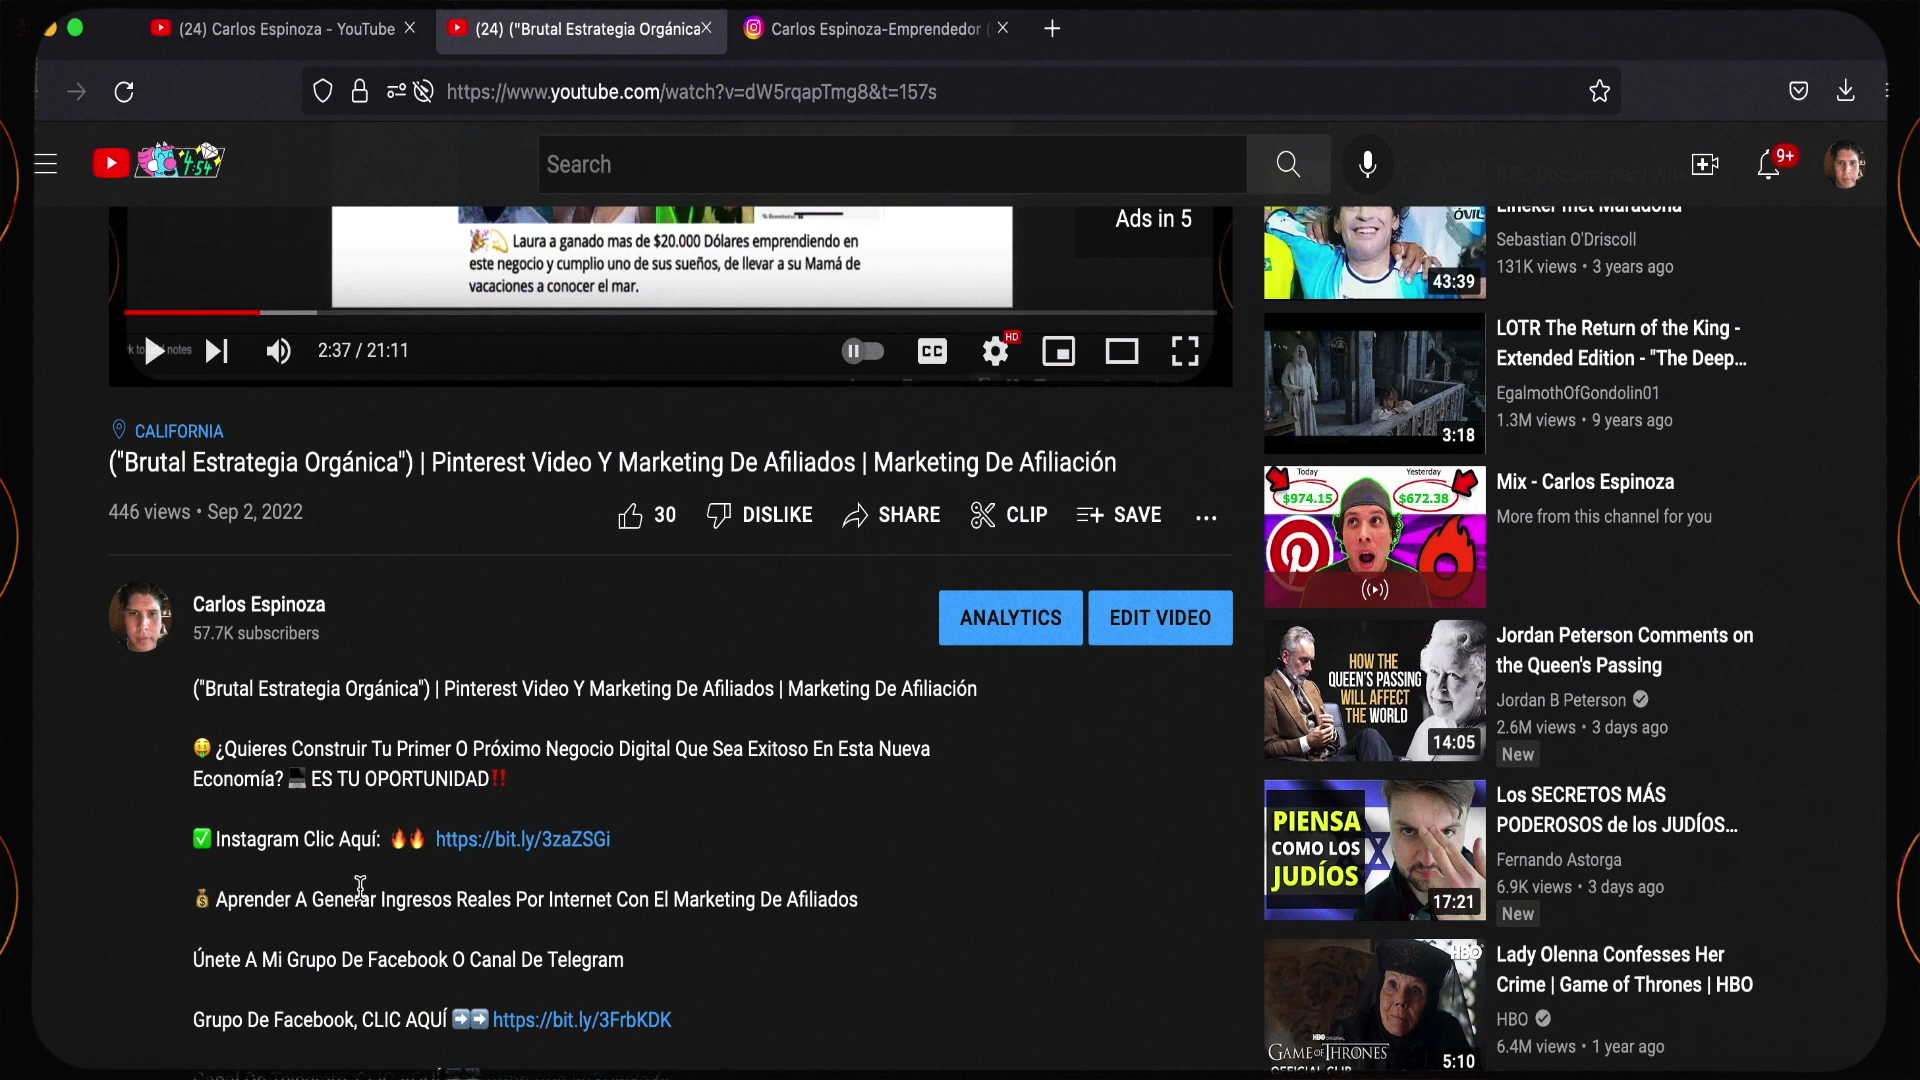 (24) Carlos Espinoza - YouTube
(24) ("Brutal Estrategia Orgánica
Carlos Espinoza-Emprendedor (
https://www.youtube.com/watch?v=dW5rqapTmg8&t=157s
4:54
Search
9+
Ads in 5
Laura a ganado mas de $20.000 Dólares emprendiendo en
este negocio y cumplio uno de sus sueños, de llevar a su Mamá de
vacaciones a conocer el mar.
notes
2:37 / 21:11
CC
HD
CALIFORNIA
("Brutal Estrategia Orgánica") | Pinterest Video Y Marketing De Afiliados | Marketing De Afiliación
446 views • Sep 2, 2022
30
DISLIKE
SHARE
CLIP
SAVE
...
Carlos Espinoza
57.7K subscribers
ANALYTICS
EDIT VIDEO
("Brutal Estrategia Orgánica") | Pinterest Video Y Marketing De Afiliados | Marketing De Afiliación
🤑 ¿Quieres Construir Tu Primer O Próximo Negocio Digital Que Sea Exitoso En Esta Nueva
Economía? 💻 ES TU OPORTUNIDAD‼️
✅ Instagram Clic Aquí: 🔥🔥 https://bit.ly/3zaZSGi
💰 Aprender A Generar Ingresos Reales Por Internet Con El Marketing De Afiliados
Únete A Mi Grupo De Facebook O Canal De Telegram
Grupo De Facebook, CLIC AQUÍ ➡️➡️ https://bit.ly/3FrbKDK
Lineker met Maradona
Sebastian O'Driscoll
131K views • 3 years ago
43:39
LOTR The Return of the King -
Extended Edition - "The Deep...
EgalmothOfGondolin01
1.3M views • 9 years ago
3:18
Today
Yesterday
$974.15
$672.38
Mix - Carlos Espinoza
More from this channel for you
HOW THE
QUEEN'S PASSING
WILL AFFECT
THE WORLD
14:05
Jordan Peterson Comments on
the Queen's Passing
Jordan B Peterson
2.6M views • 3 days ago
New
PIENSA
COMO LOS
JUDÍOS
17:21
Los SECRETOS MÁS
PODEROSOS de los JUDÍOS...
Fernando Astorga
6.9K views • 3 days ago
New
HBO
GAME OF THRONES
OFFICIAL CLIP
5:10
Lady Olenna Confesses Her
Crime | Game of Thrones | HBO
HBO
6.4M views • 1 year ago